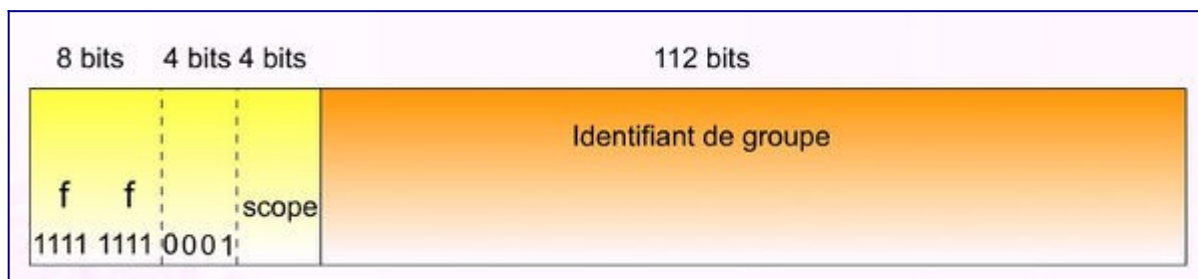 8 bits 4 bits 4 bits 112 bits
Identifiant de groupe
f f
scope
1111 1111 0001